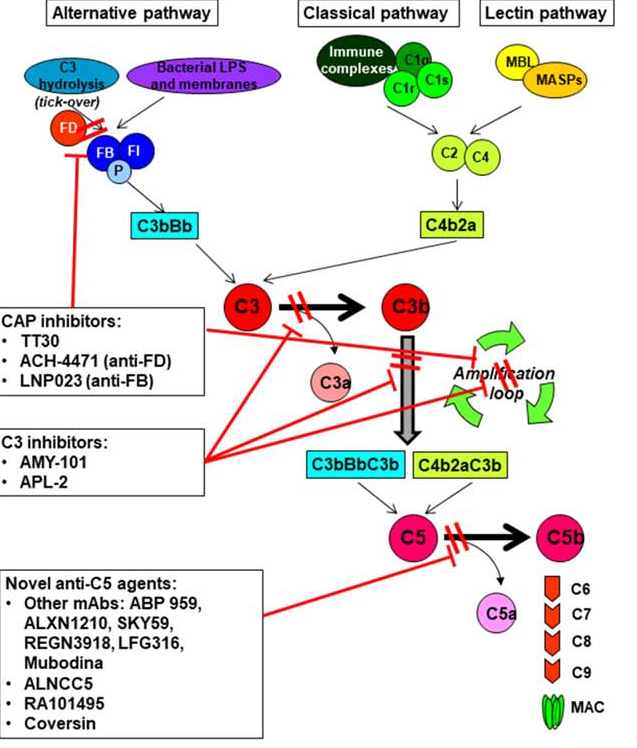 Alternative pathway
Classical pathway
Lectin pathway
C3
hydrolysis
(tick-over)
Bacterial LPS
and membranes
Immune
complexes
C1q
C1r
C1s
MBL
MASPs
FD
FB
FI
P
C2
C4
C3bBb
C4b2a
C3
C3b
C3a
CAP inhibitors:
• TT30
• ACH-4471 (anti-FD)
• LNP023 (anti-FB)
Amplification
loop
C3 inhibitors:
• AMY-101
• APL-2
C3bBbC3b
C4b2aC3b
C5
C5b
C5a
Novel anti-C5 agents:
• Other mAbs: ABP 959,
ALXN1210, SKY59,
REGN3918, LFG316,
Mubodina
• ALNCC5
• RA101495
• Coversin
C6
C7
C8
C9
MAC